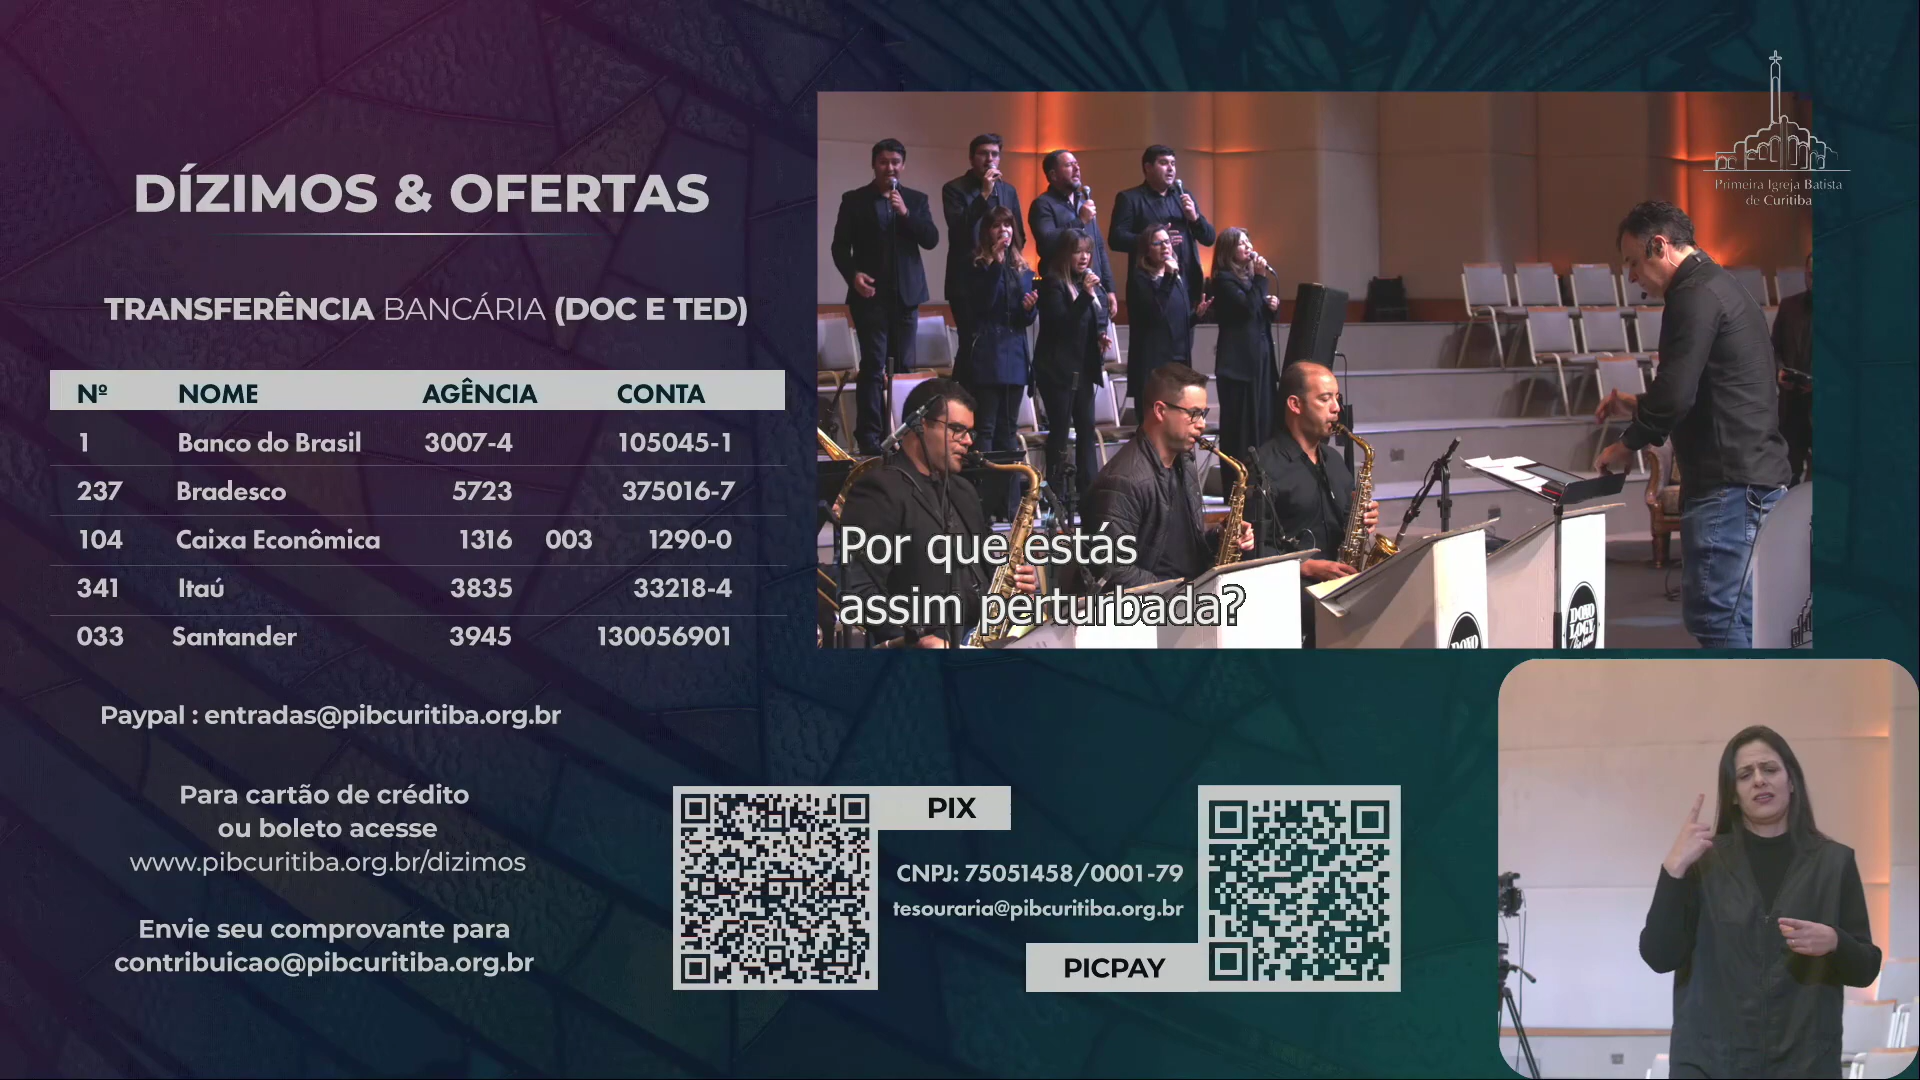 DÍZIMOS & OFERTAS
TRANSFERÊNCIA BANCÁRIA (DOC E TED)
Nº NOME AGÊNCIA CONTA
1 Banco do Brasil 3007-4 105045-1
237 Bradesco 5723 375016-7
104 Caixa Econômica 1316 003 1290-0
341 Itaú 3835 33218-4
033 Santander 3945 130056901
Paypal : entradas@pibcuritiba.org.br
Para cartão de crédito
ou boleto acesse
www.pibcuritiba.org.br/dizimos
Envie seu comprovante para
contribuicao@pibcuritiba.org.br
Primeira Igreja Batista
de Curitiba
Por que estás
assim perturbada?
DOXO
LOGY
DOXO
PIX
CNPJ: 75051458/0001-79
tesouraria@pibcuritiba.org.br
PICPAY